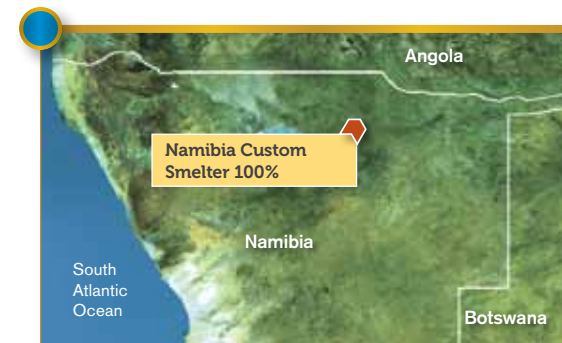 Angola
Namibia Custom
Smelter 100%
Namibia
South
Atlantic
Ocean
Botswana